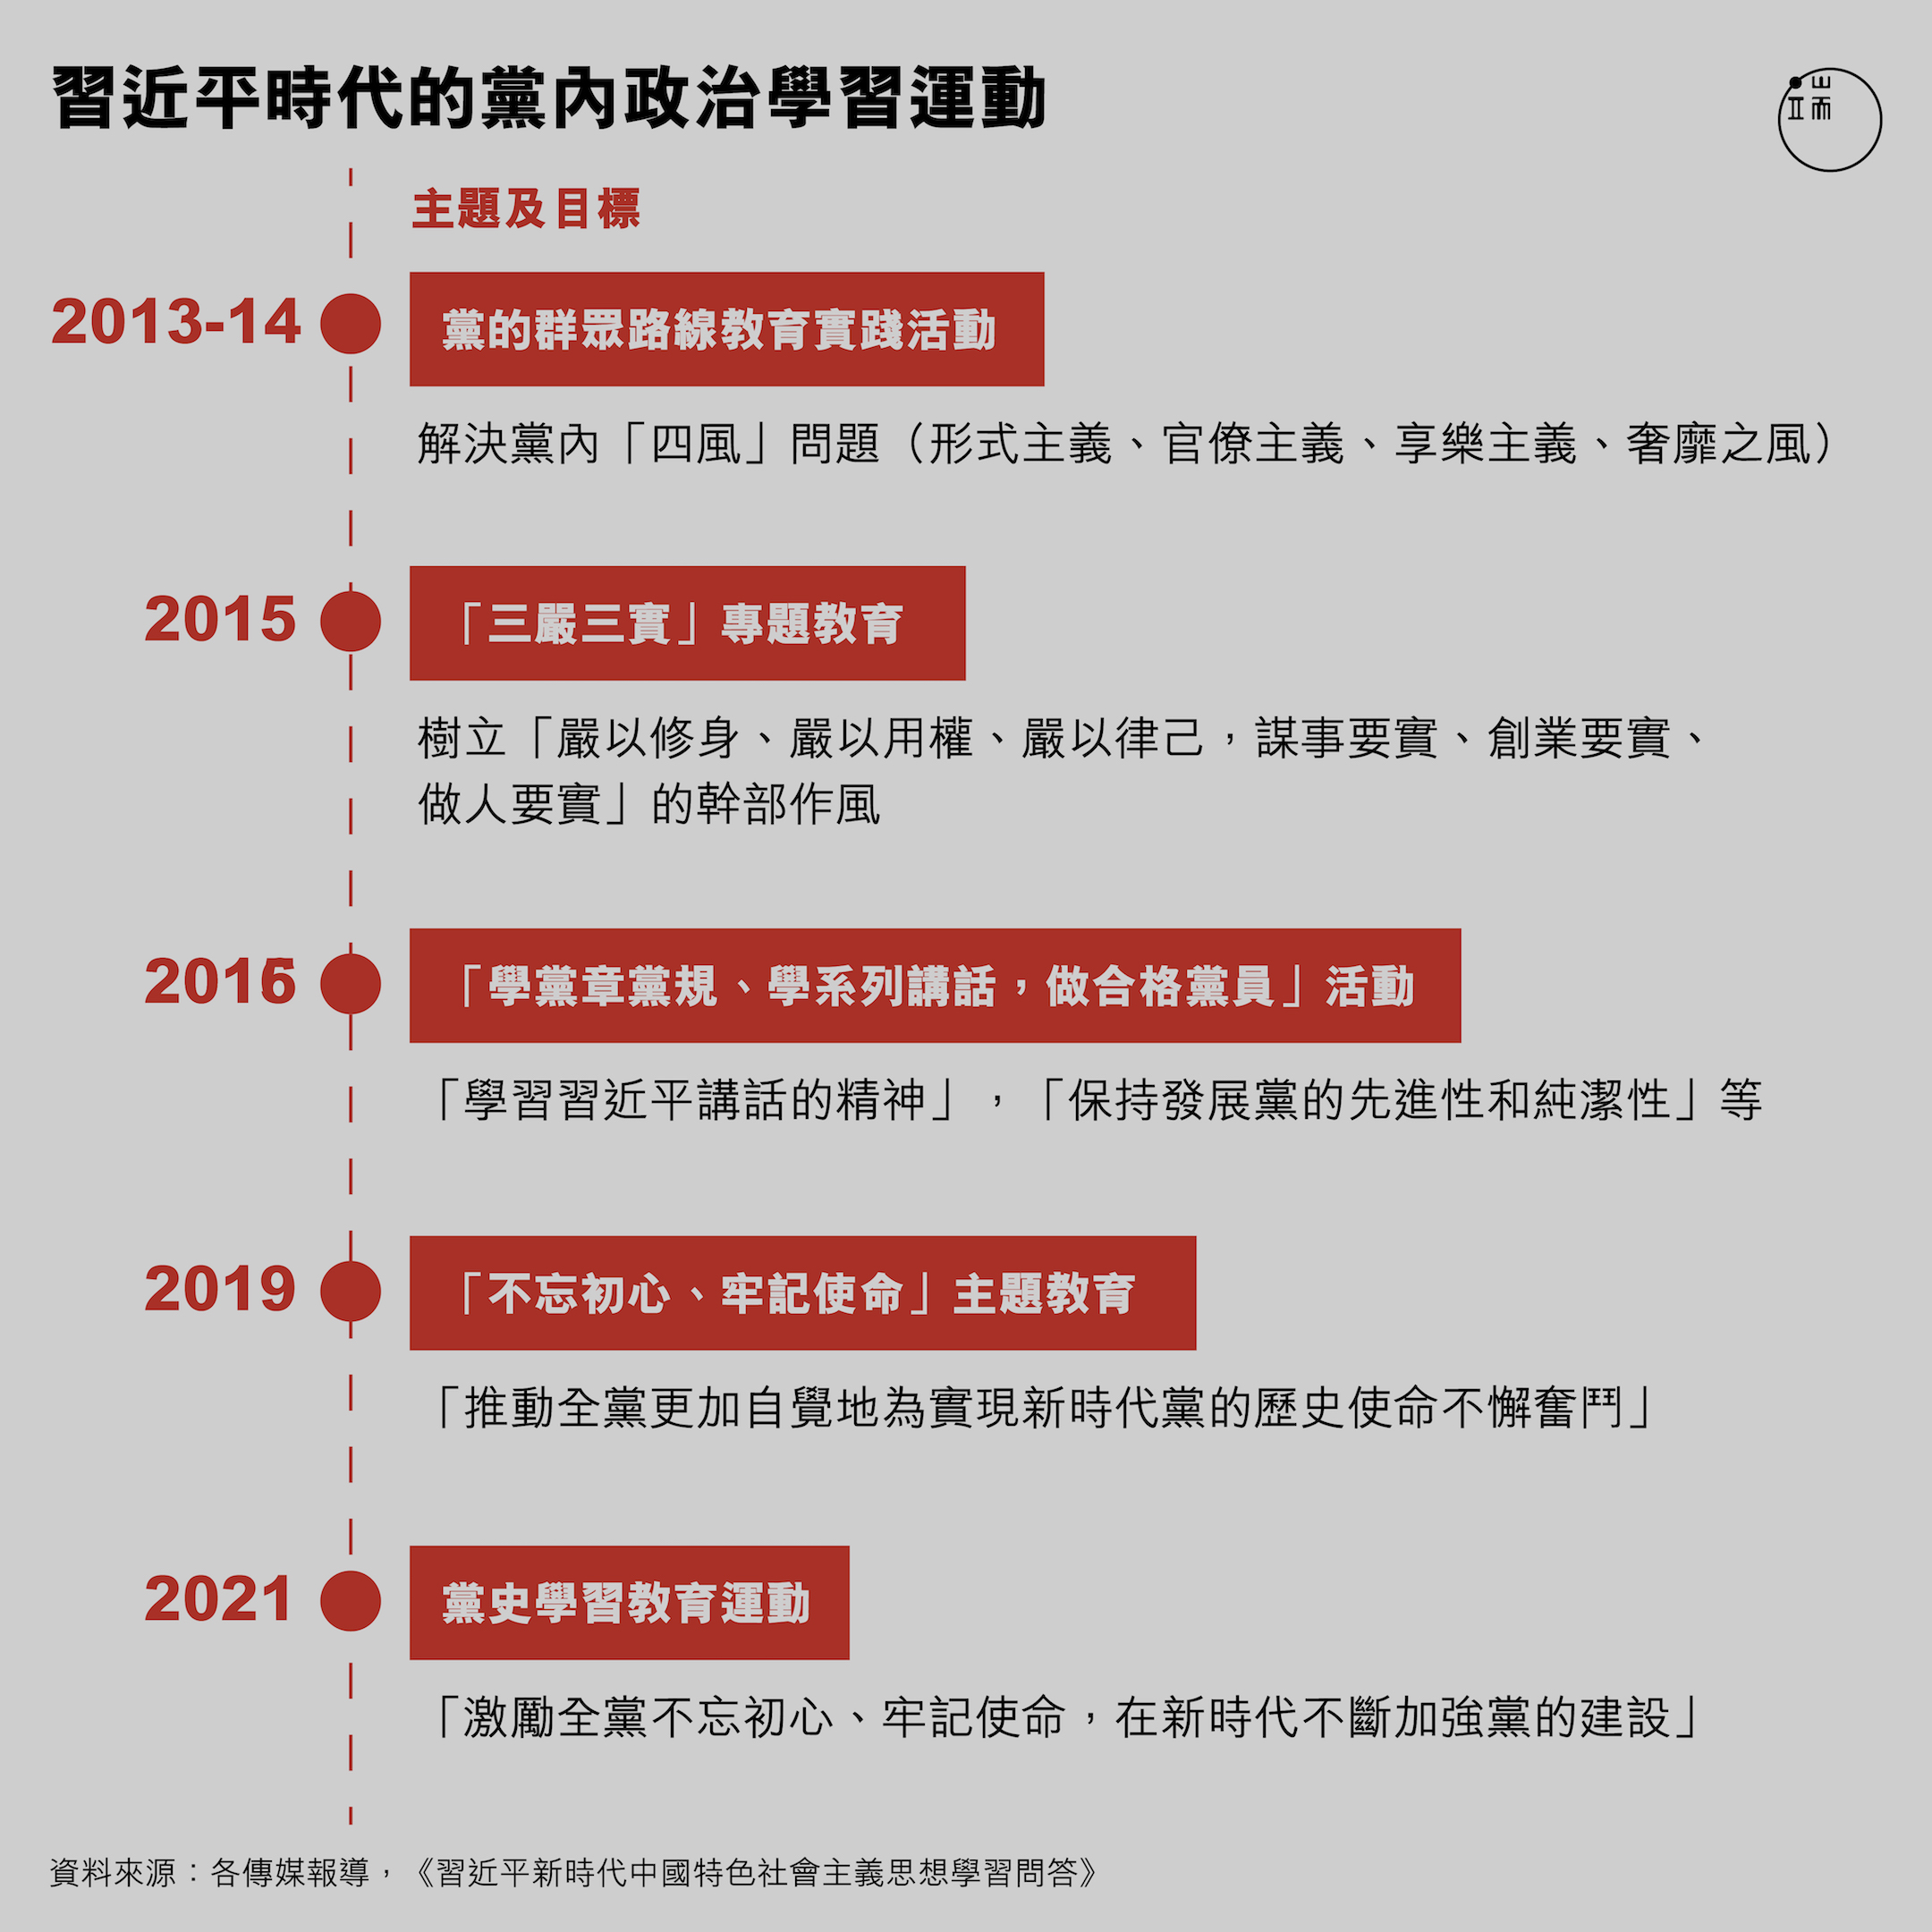 習近平時代的黨內政治學習運動
端
主題及目標
2013-14
黨的群眾路線教育實踐活動
解決黨內「四風」問題（形式主義、官僚主義、享樂主義、奢靡之風）
2015
「三嚴三實」專題教育
樹立「嚴以修身、嚴以用權、嚴以律己，謀事要實、創業要實、
做人要實」的幹部作風
2016
「學黨章黨規、學系列講話，做合格黨員」活動
「學習習近平講話的精神」，「保持發展黨的先進性和純潔性」等
2019
「不忘初心、牢記使命」主題教育
「推動全黨更加自覺地為實現新時代黨的歷史使命不懈奮鬥」
2021
黨史學習教育運動
「激勵全黨不忘初心、牢記使命，在新時代不斷加強黨的建設」
資料來源：各傳媒報導，《習近平新時代中國特色社會主義思想學習問答》